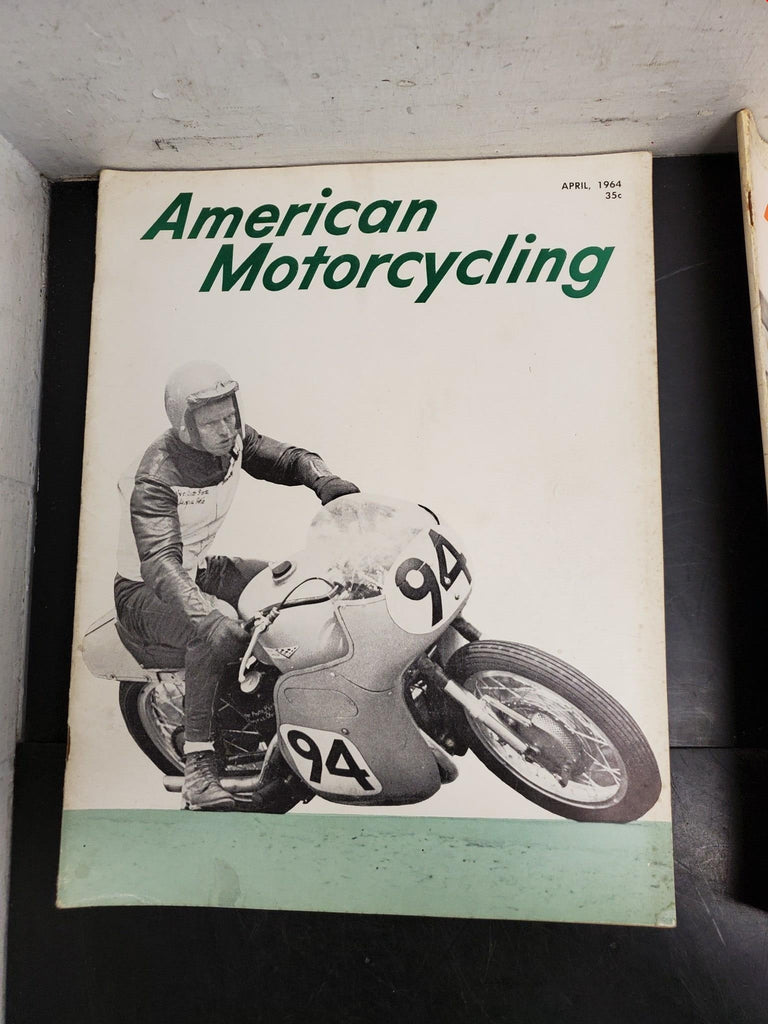 American
Motorcycling
APRIL, 1964
35c
94
94